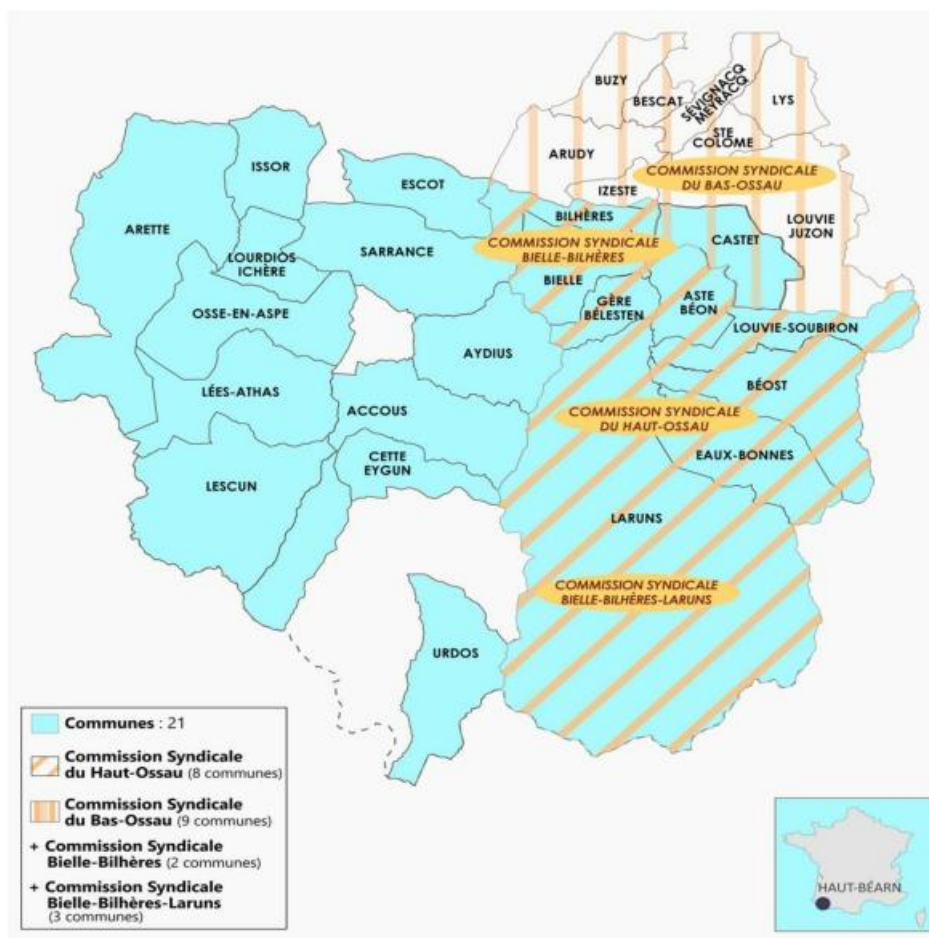 BUZY
BESCAT
SÉVIGNACQ
MEYRACQ
LYS
STE
COLOME
ARUDY
IZESTE
COMMISSION SYNDICALE
DU BAS-OSSAU
ISSOR
ESCOT
BILHÈRES
LOUVIE
JUZON
ARETTE
LOURDIOS
ICHÈRE
SARRANCE
COMMISSION SYNDICALE
BIELLE-BILHÈRES
CASTET
BIELLE
GÈRE
BÉLESTEN
ASTE
BÉON
OSSE-EN-ASPE
LOUVIE-SOUBIRON
AYDIUS
LÉES-ATHAS
BÉOST
ACCOUS
COMMISSION SYNDICALE
DU HAUT-OSSAU
CETTE
EYGUN
EAUX-BONNES
LESCUN
LARUNS
COMMISSION SYNDICALE
BIELLE-BILHÈRES-LARUNS
URDOS
Communes : 21
Commission Syndicale
du Haut-Ossau (8 communes)
Commission Syndicale
du Bas-Ossau (9 communes)
+ Commission Syndicale
Bielle-Bilhères (2 communes)
+ Commission Syndicale
Bielle-Bilhères-Laruns
(3 communes)
HAUT-BÉARN